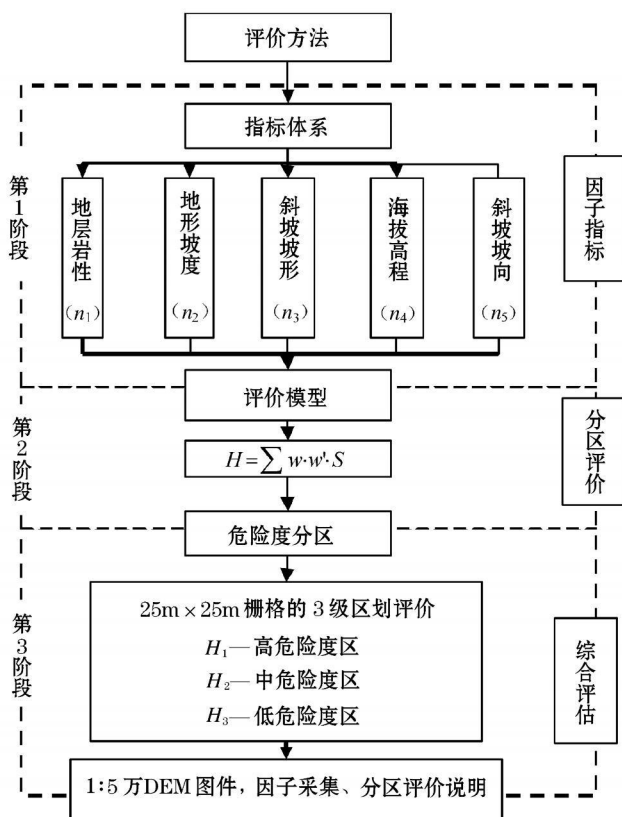 评价方法
指标体系
第1阶段
地层岩性
(n₁)
地形坡度
(n₂)
斜坡坡形
(n₃)
海拔高程
(n₄)
斜坡坡向
(n₅)
因子指标
评价模型
第2阶段
H=∑w·w'·S
分区评价
危险度分区
第3阶段
25m×25m栅格的3级区划评价
H₁—高危险度区
H₂—中危险度区
H₃—低危险度区
综合评估
1:5万DEM图件,因子采集、分区评价说明